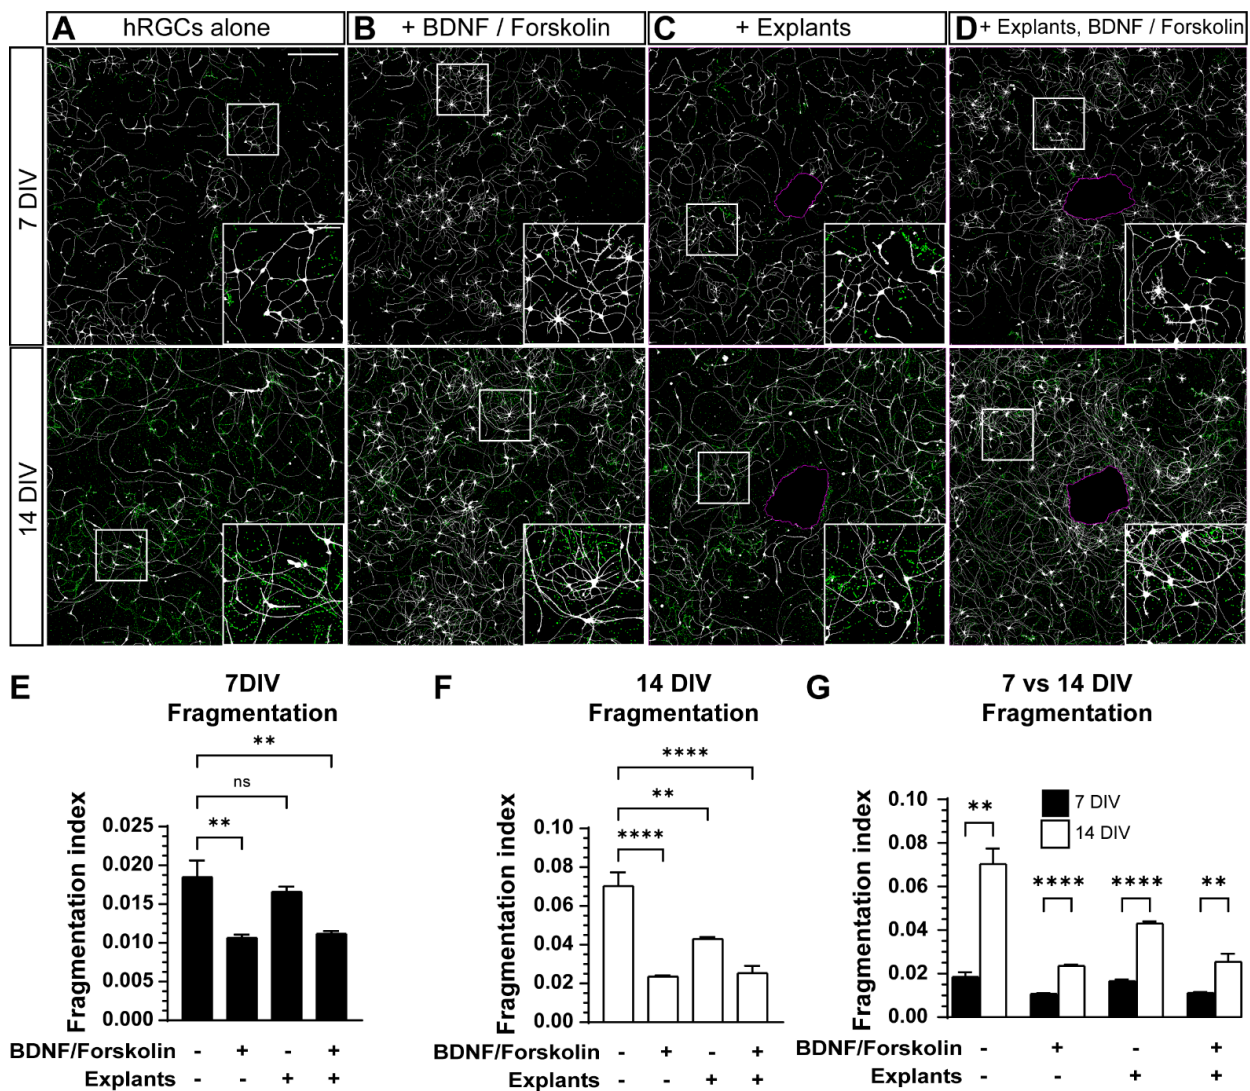 A hRGCs alone
B + BDNF / Forskolin
C + Explants
D + Explants, BDNF / Forskolin
7 DIV
14 DIV
E 7DIV
Fragmentation
**
ns
**
Fragmentation index
0.025
0.020
0.015
0.010
0.005
0.000
BDNF/Forskolin - + - +
Explants - - + +
F 14 DIV
Fragmentation
****
**
****
Fragmentation index
0.10
0.08
0.06
0.04
0.02
0.00
- + - +
- - + +
G 7 vs 14 DIV
Fragmentation
7 DIV
14 DIV
** **** **** **
Fragmentation index
0.10
0.08
0.06
0.04
0.02
0.00
BDNF/Forskolin - + - +
Explants - - + +